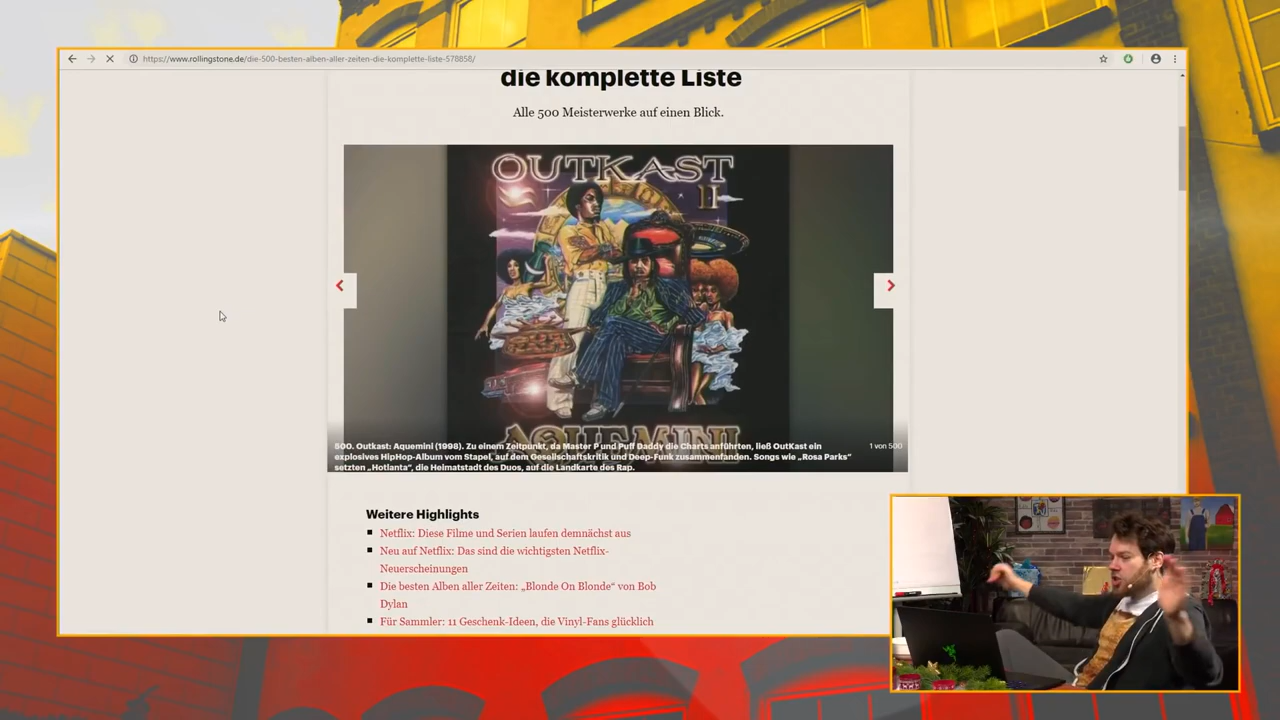 https://www.rollingstone.de/die-500-besten-alben-aller-zeiten-die-komplette-liste-578858/
die komplette Liste
Alle 500 Meisterwerke auf einen Blick.
OUTKAST
II
AQUEMINI
500. Outkast: Aquemini (1998). Zu einem Zeitpunkt, da Master P und Puff Daddy die Charts anführten, ließ OutKast ein
explosives HipHop-Album vom Stapel, auf dem Gesellschaftskritik und Deep-Funk zusammenfanden. Songs wie „Rosa Parks"
setzten „Hotlanta", die Heimatstadt des Duos, auf die Landkarte des Rap.
1 von 500
Weitere Highlights
Netflix: Diese Filme und Serien laufen demnächst aus
Neu auf Netflix: Das sind die wichtigsten Netflix-
Neuerscheinungen
Die besten Alben aller Zeiten: „Blonde On Blonde" von Bob
Dylan
Für Sammler: 11 Geschenk-Ideen, die Vinyl-Fans glücklich